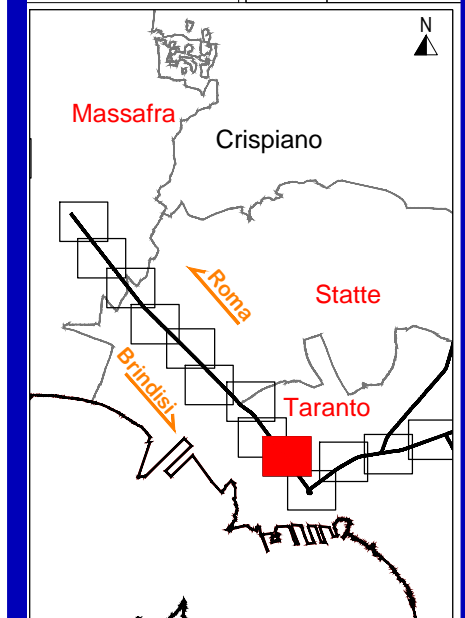 N
Massafra
Crispiano
Roma
Statte
Brindisi
Taranto